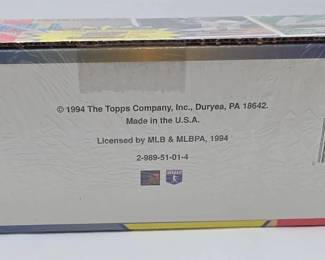 © 1994 The Topps Company, Inc., Duryea, PA 18642.
Made in the U.S.A.
Licensed by MLB & MLBPA, 1994
2-989-51-01-4